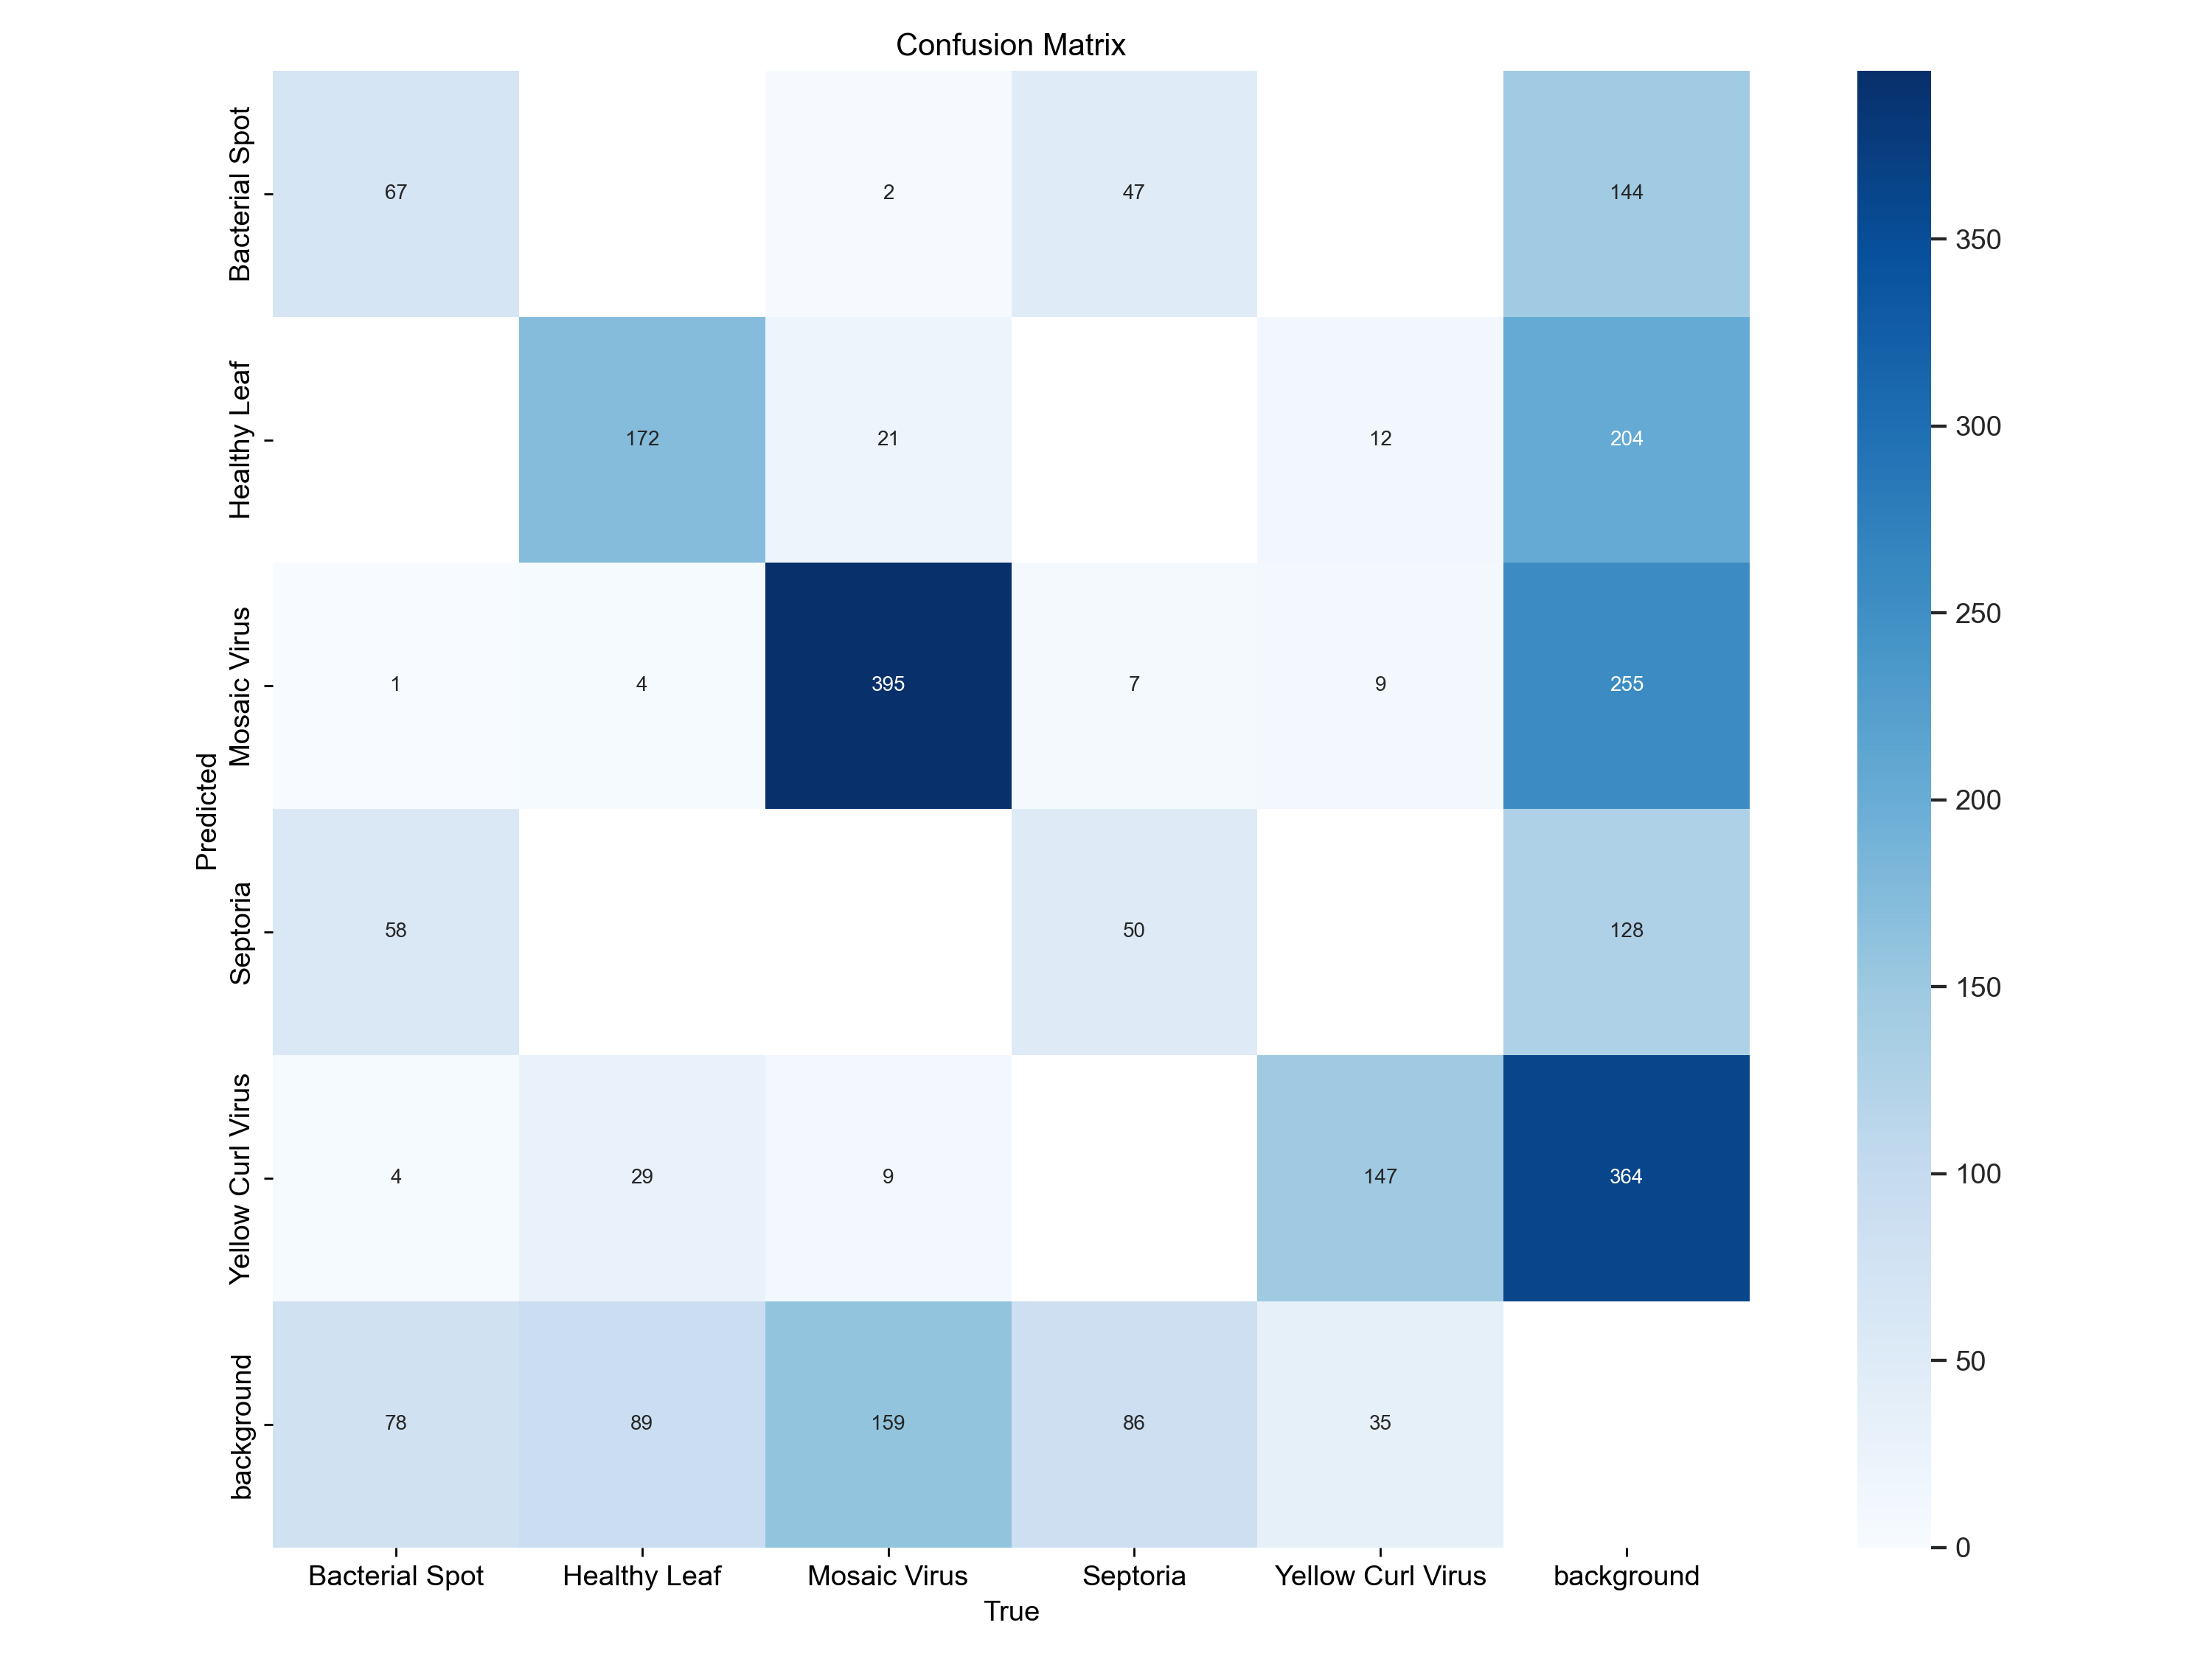 Confusion Matrix
Predicted
Bacterial Spot
67 2 47 144
Healthy Leaf
172 21 12 204
Mosaic Virus
1 4 395 7 9 255
Septoria
58 50 128
Yellow Curl Virus
4 29 9 147 364
background
78 89 159 86 35
Bacterial Spot Healthy Leaf Mosaic Virus Septoria Yellow Curl Virus background
True
350
300
250
200
150
100
50
0